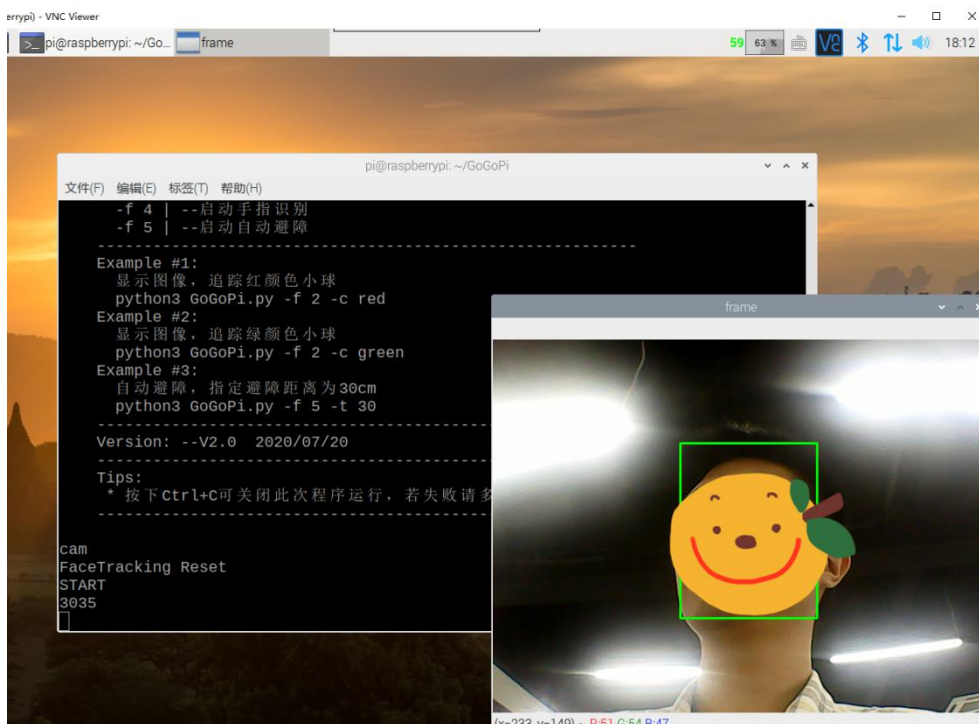 errypi) - VNC Viewer
pi@raspberrypi: ~/Go...
frame
59
63 %
18:12
pi@raspberrypi: ~/GoGoPi
文件(F) 编辑(E) 标签(T) 帮助(H)
-f 4 | --启动手指识别
-f 5 | --启动自动避障
------------------------------------------------------------
Example #1:
显示图像，追踪红颜色小球
python3 GoGoPi.py -f 2 -c red
Example #2:
显示图像，追踪绿颜色小球
python3 GoGoPi.py -f 2 -c green
Example #3:
自动避障，指定避障距离为30cm
python3 GoGoPi.py -f 5 -t 30
Version: --V2.0 2020/07/20
Tips:
* 按下Ctrl+C可关闭此次程序运行，若失败请多
cam
FaceTracking Reset
START
3035
frame
(x=233, y=149) ~ R:51 G:54 B:47